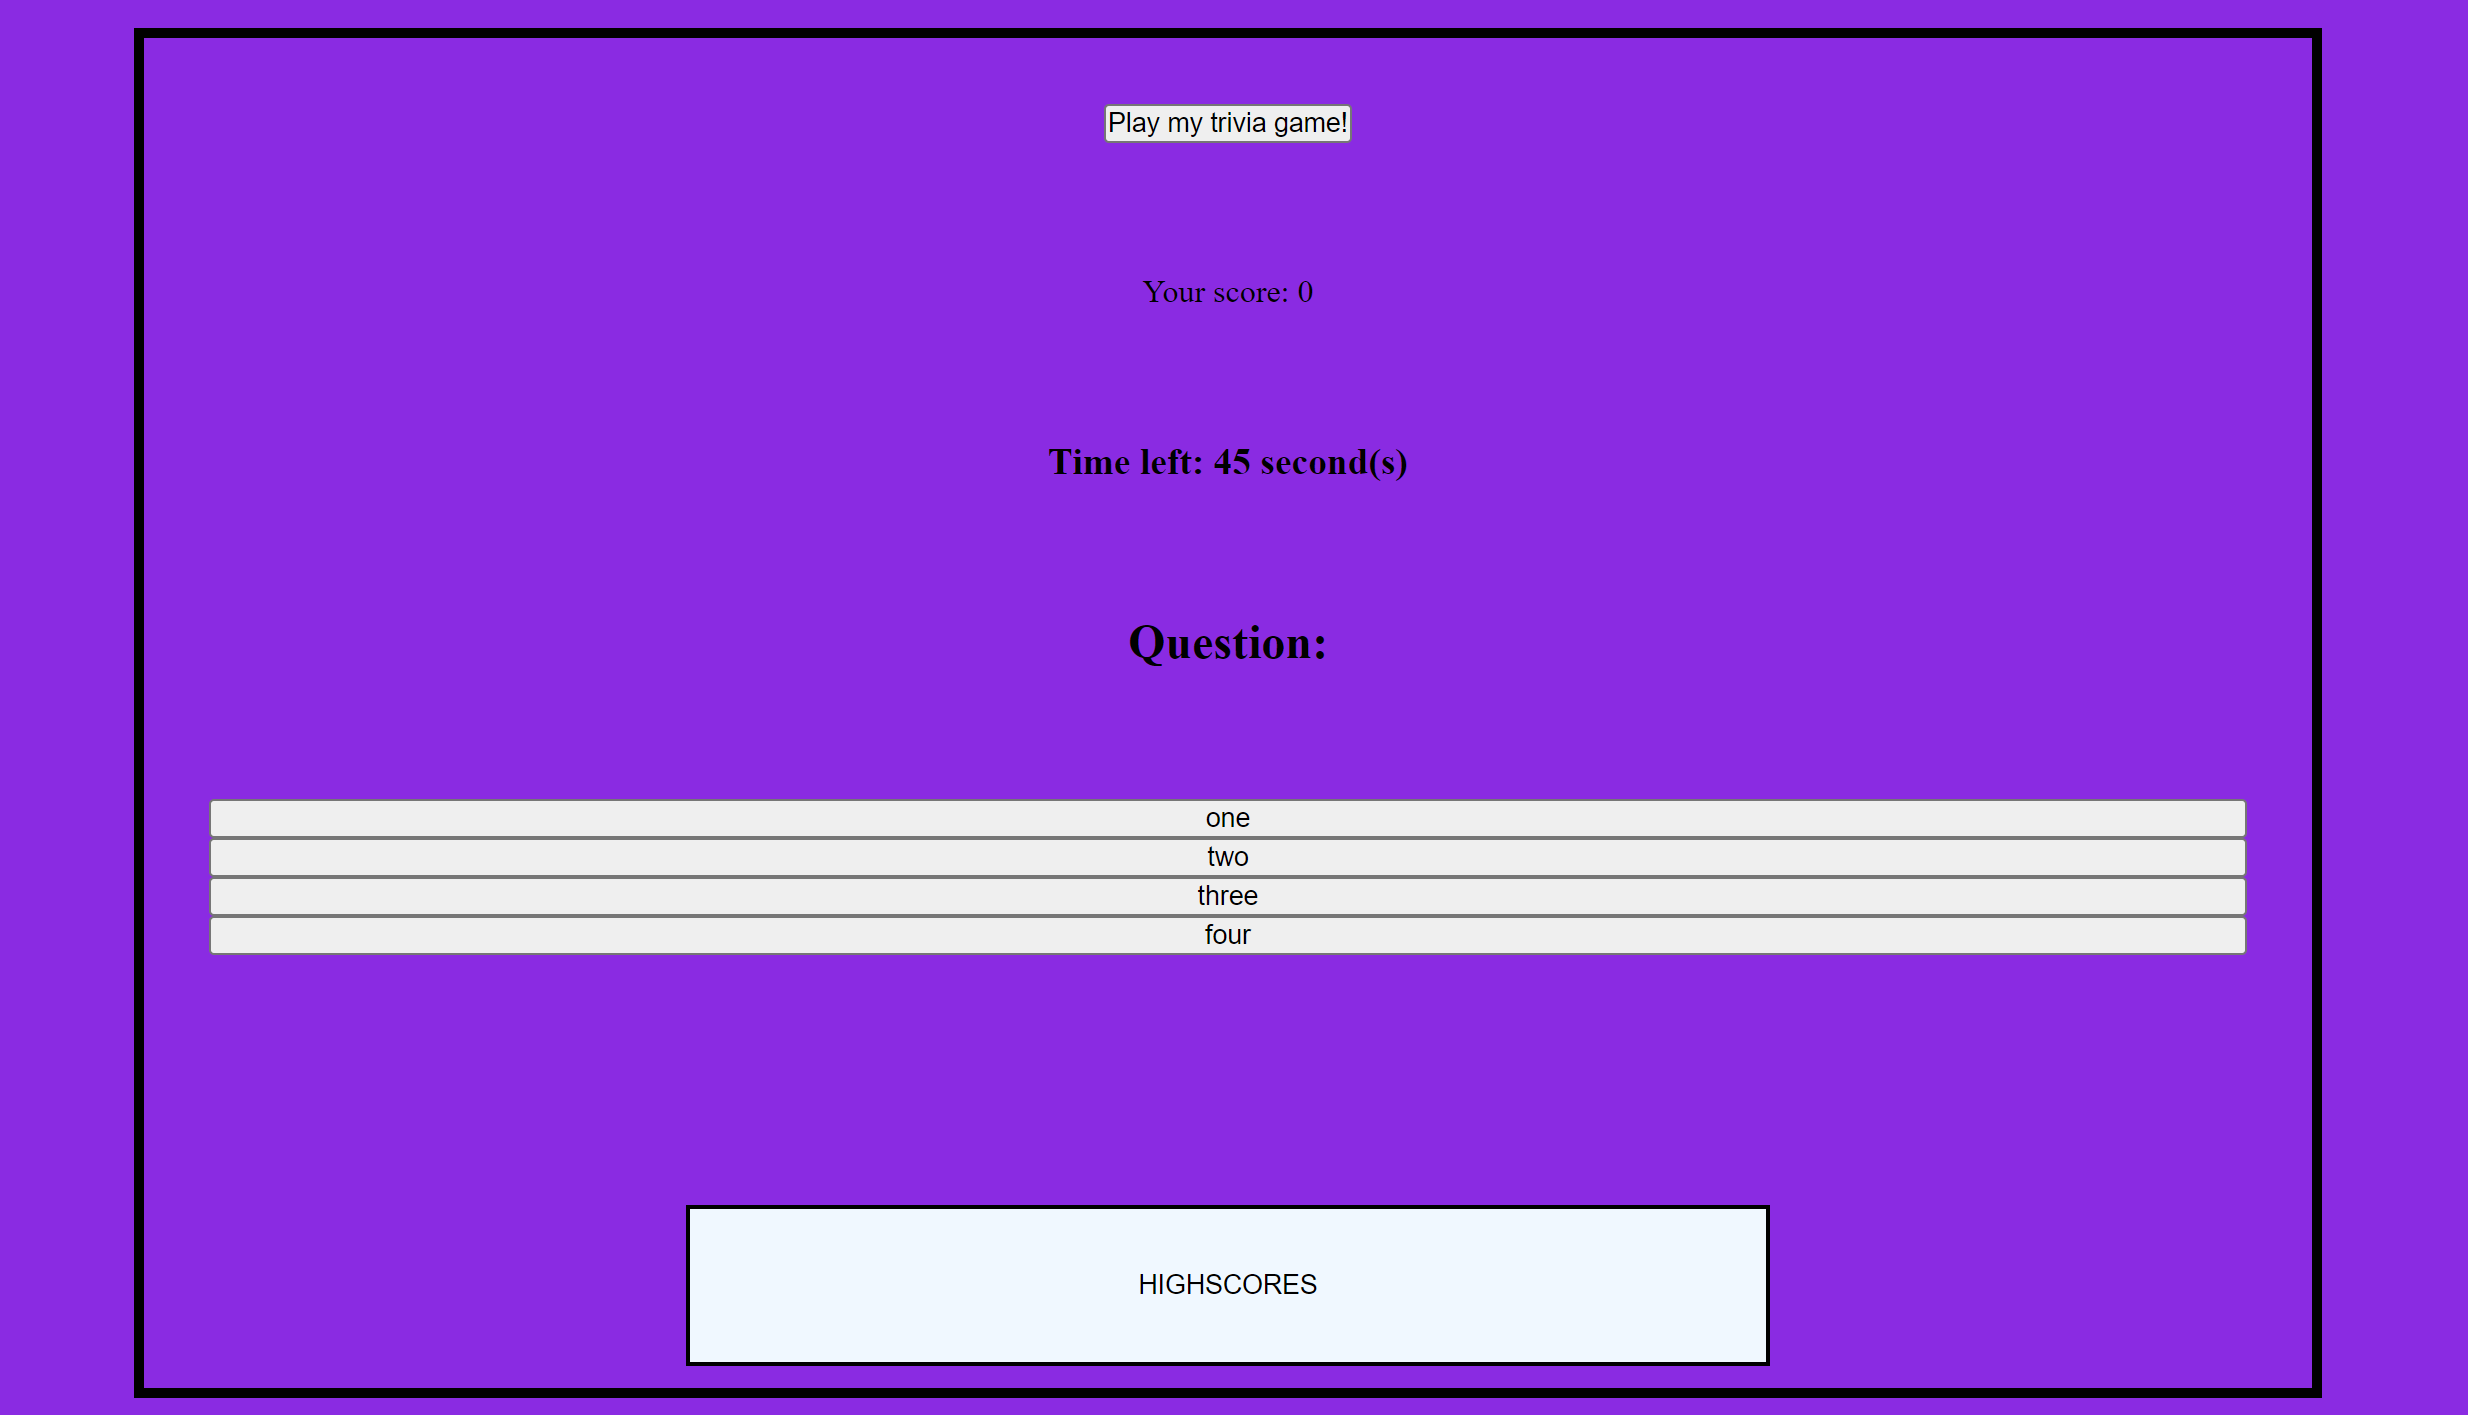 Play my trivia game!
Your score: 0
Time left: 45 second(s)
Question:
one
two
three
four
HIGHSCORES